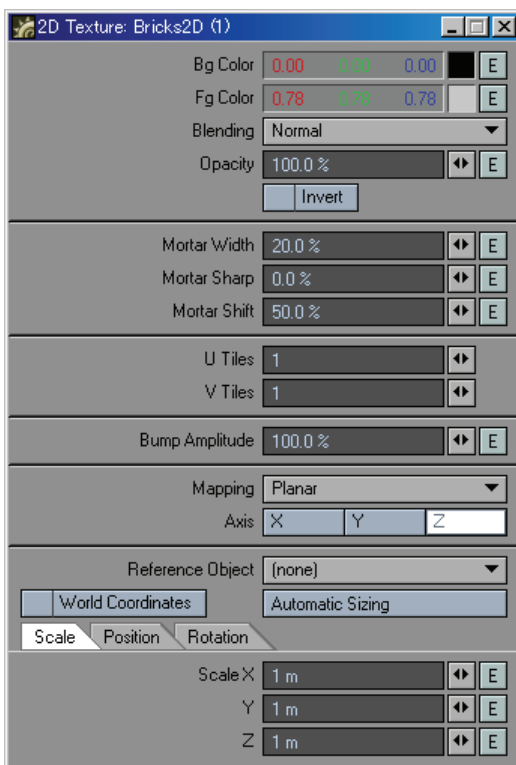 2D Texture: Bricks2D (1)
Bg Color 0.00 0.00 0.00 E
Fg Color 0.78 0.78 0.78 E
Blending Normal
Opacity 100.0 % E
Invert
Mortar Width 20.0 % E
Mortar Sharp 0.0 % E
Mortar Shift 50.0 % E
U Tiles 1
V Tiles 1
Bump Amplitude 100.0 % E
Mapping Planar
Axis X Y Z
Reference Object (none)
World Coordinates Automatic Sizing
Scale Position Rotation
Scale X 1 m E
Y 1 m E
Z 1 m E